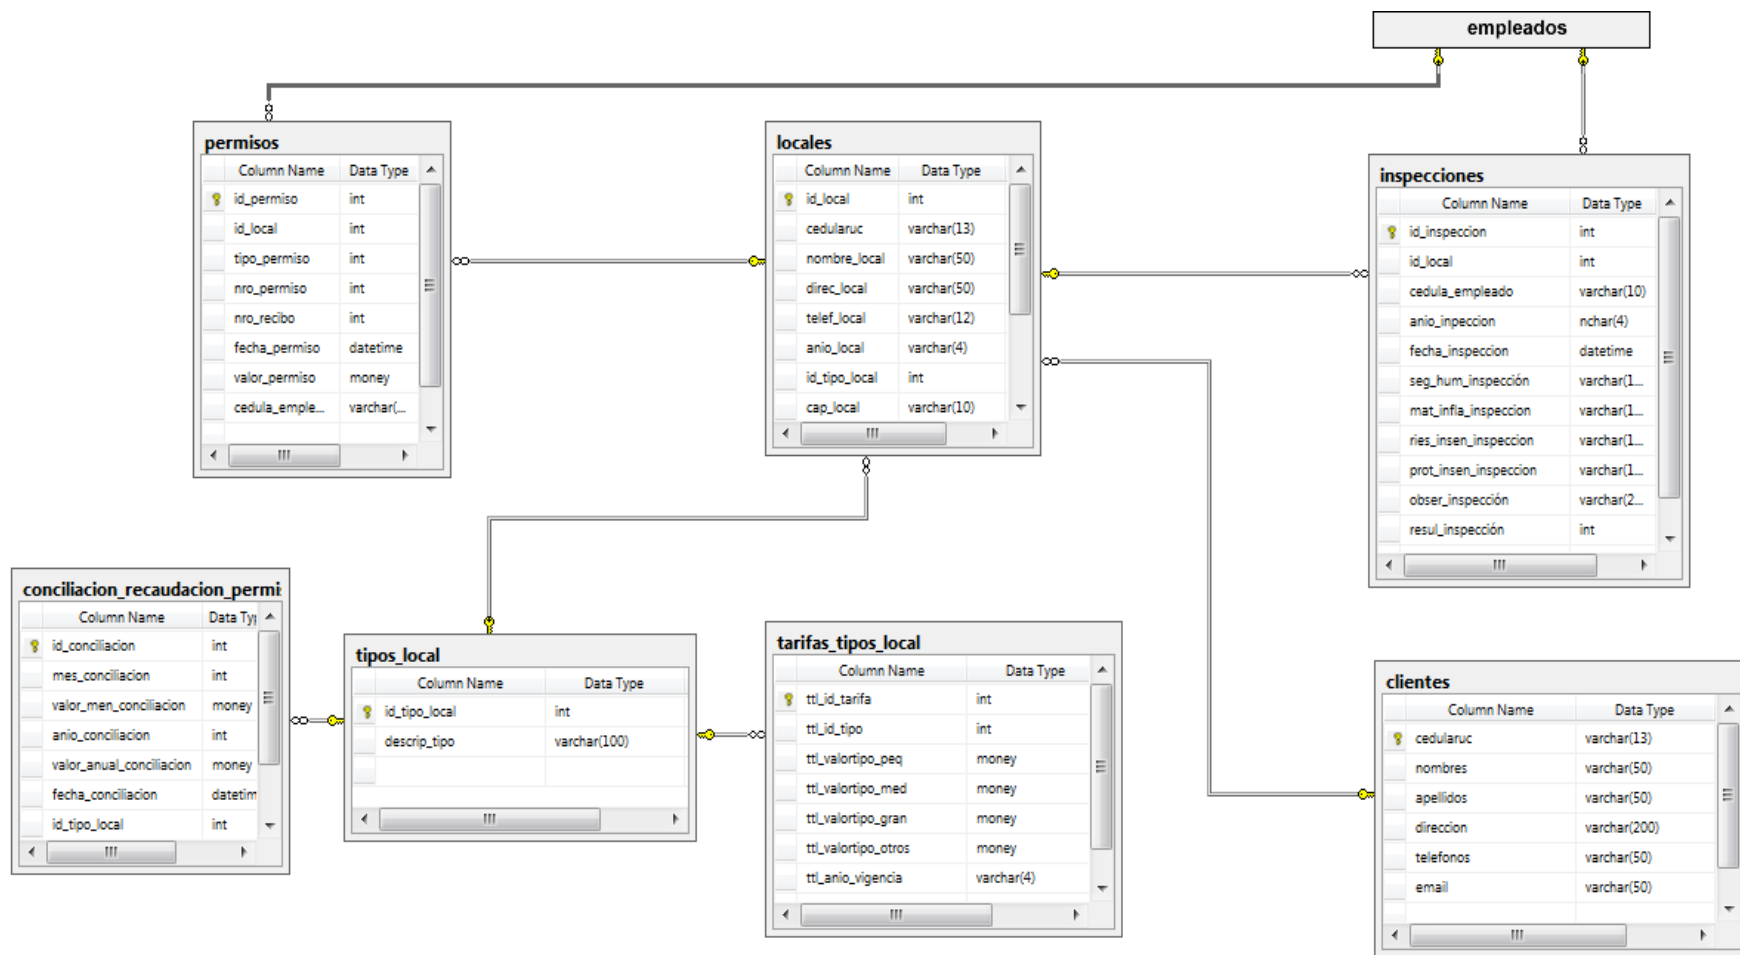 empleados
permisos
Column Name Data Type
id_permiso int
id_local int
tipo_permiso int
nro_permiso int
nro_recibo int
fecha_permiso datetime
valor_permiso money
cedula_emple... varchar(...
locales
Column Name Data Type
id_local int
cedularuc varchar(13)
nombre_local varchar(50)
direc_local varchar(50)
telef_local varchar(12)
anio_local varchar(4)
id_tipo_local int
cap_local varchar(10)
inspecciones
Column Name Data Type
id_inspeccion int
id_local int
cedula_empleado varchar(10)
anio_inpeccion nchar(4)
fecha_inspeccion datetime
seg_hum_inspección varchar(1...
mat_infla_inspeccion varchar(1...
ries_insen_inspeccion varchar(1...
prot_insen_inspeccion varchar(1...
obser_inspección varchar(2...
resul_inspección int
conciliacion_recaudacion_permi
Column Name Data Ty
id_conciliacion int
mes_conciliacion int
valor_men_conciliacion money
anio_conciliacion int
valor_anual_conciliacion money
fecha_conciliacion datetim
id_tipo_local int
tipos_local
Column Name Data Type
id_tipo_local int
descrip_tipo varchar(100)
tarifas_tipos_local
Column Name Data Type
ttl_id_tarifa int
ttl_id_tipo int
ttl_valortipo_peq money
ttl_valortipo_med money
ttl_valortipo_gran money
ttl_valortipo_otros money
ttl_anio_vigencia varchar(4)
clientes
Column Name Data Type
cedularuc varchar(13)
nombres varchar(50)
apellidos varchar(50)
direccion varchar(200)
telefonos varchar(50)
email varchar(50)